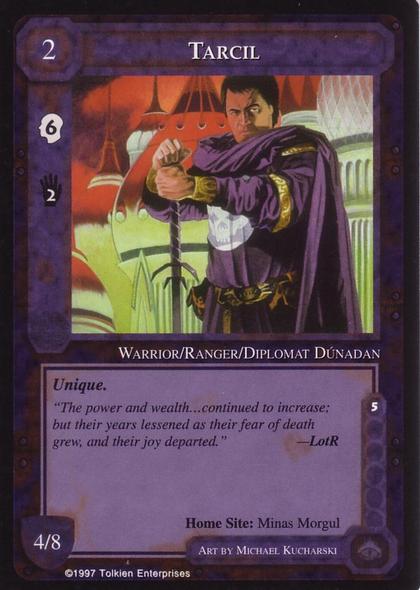 2
TARCIL
6
2
WARRIOR/RANGER/DIPLOMAT DÚNADAN
Unique.
"The power and wealth...continued to increase;
but their years lessened as their fear of death
grew, and their joy departed." —LotR
5
Home Site: Minas Morgul
4/8
ART BY MICHAEL KUCHARSKI
©1997 Tolkien Enterprises